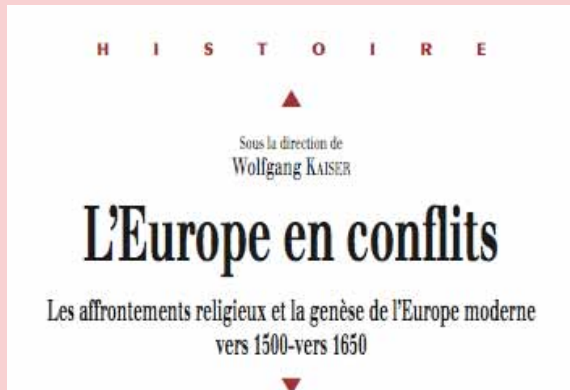 HISTOIRE
Sous la direction de
Wolfgang KAISER
L'Europe en conflits
Les affrontements religieux et la genèse de l'Europe moderne
vers 1500-vers 1650